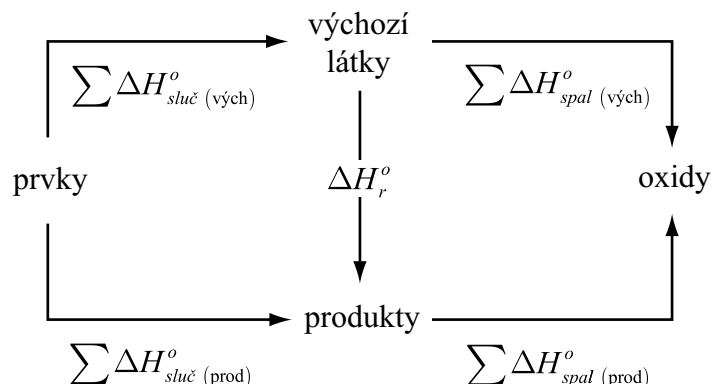 výchozí
látky
∑ΔH°sluč (vých)
∑ΔH°spal (vých)
prvky
ΔH°r
oxidy
produkty
∑ΔH°sluč (prod)
∑ΔH°spal (prod)